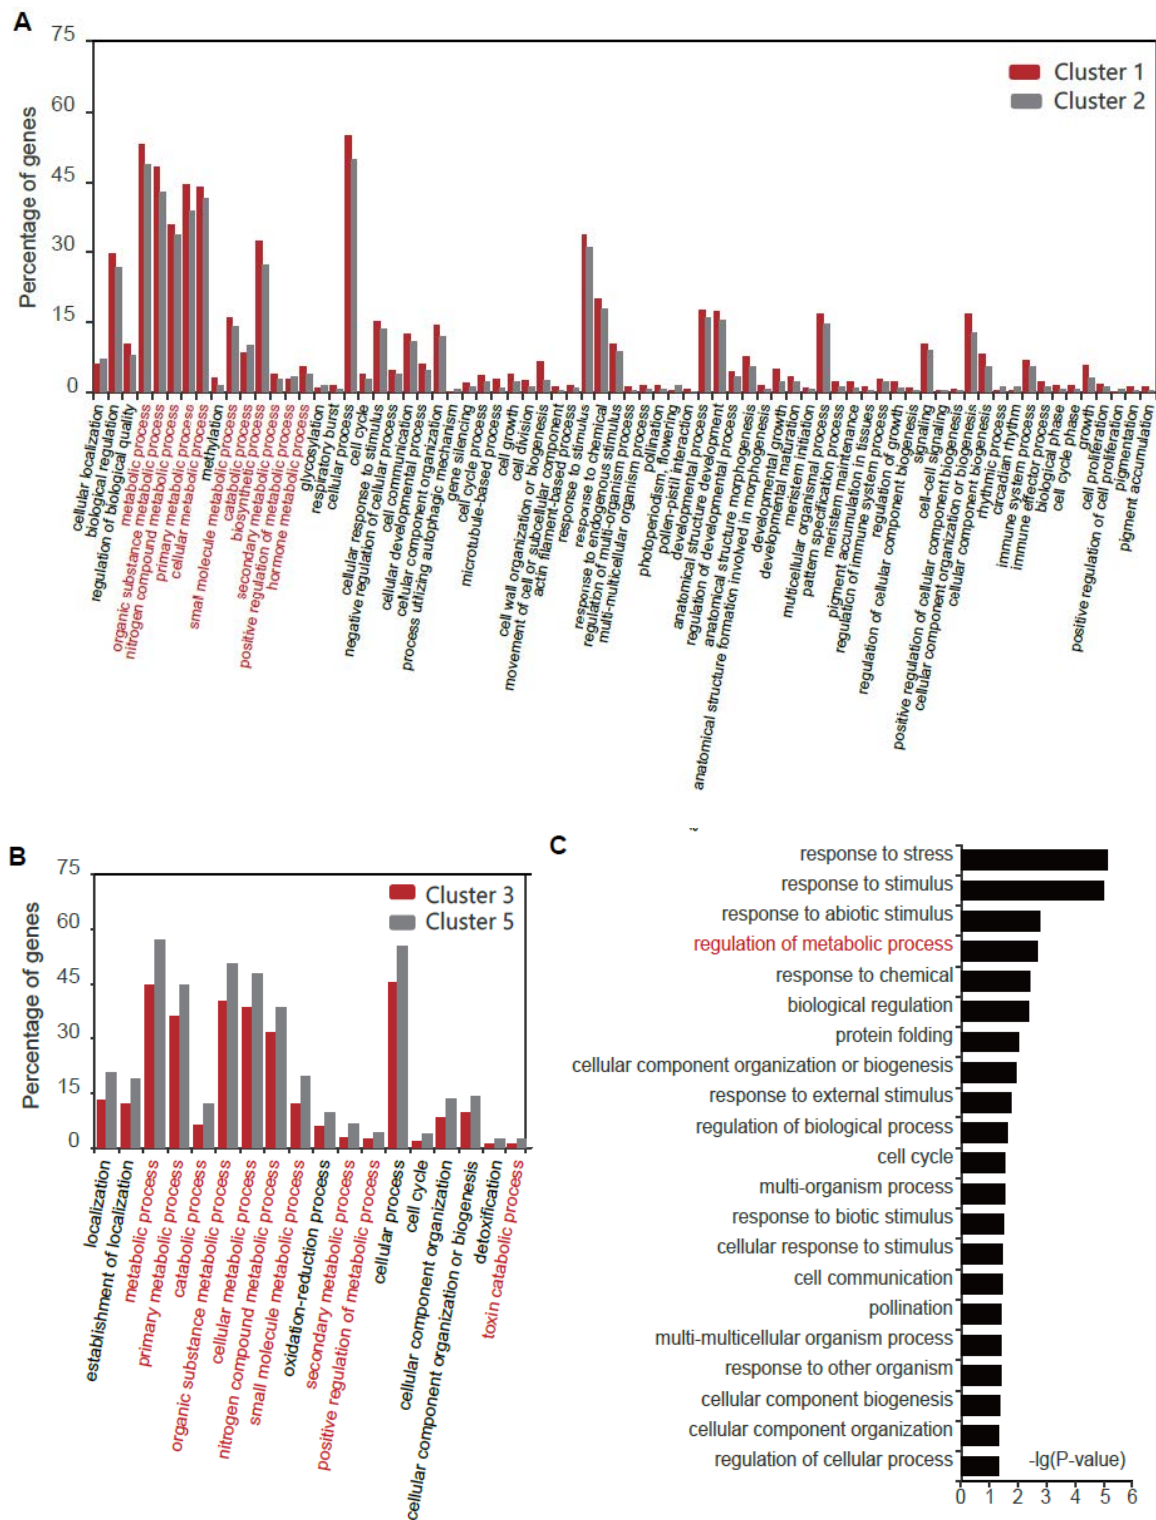 A
75
60
45
30
15
0
Percentage of genes
Cluster 1
Cluster 2
cellular localization
biological regulation
regulation of biological quality
metabolic process
organic substance metabolic process
nitrogen compound metabolic process
primary metabolic process
cellular metabolic process
methylation
small molecule metabolic process
catabolic process
biosynthetic process
secondary metabolic process
positive regulation of metabolic process
hormone metabolic process
glycosylation
respiratory burst
cellular process
cell cycle
cellular response to stimulus
negative regulation of cellular process
cell communication
cellular developmental process
cellular component organization
process utilizing autophagic mechanism
gene silencing
cell cycle process
microtubule-based process
cell growth
cell division
cell wall organization or biogenesis
movement of cell or subcellular component
actin filament-based process
response to stimulus
response to chemical
response to endogenous stimulus
regulation of multi-organism process
multi-multicellular organism process
pollination
photoperiodism, flowering
pollen-pistil interaction
developmental process
anatomical structure development
regulation of developmental process
anatomical structure morphogenesis
anatomical structure formation involved in morphogenesis
developmental growth
developmental maturation
meristem initiation
multicellular organismal process
pattern specification process
meristem maintenance
pigment accumulation in tissues
regulation of immune system process
regulation of growth
regulation of cellular component biogenesis
signaling
cell-cell signaling
positive regulation of cellular component biogenesis
cellular component organization or biogenesis
cellular component biogenesis
rhythmic process
circadian rhythm
immune system process
immune effector process
biological phase
cell cycle phase
growth
cell proliferation
positive regulation of cell proliferation
pigmentation
pigment accumulation
B
75
60
45
30
15
0
Percentage of genes
Cluster 3
Cluster 5
localization
establishment of localization
metabolic process
primary metabolic process
catabolic process
organic substance metabolic process
cellular metabolic process
nitrogen compound metabolic process
small molecule metabolic process
oxidation-reduction process
secondary metabolic process
positive regulation of metabolic process
cellular process
cell cycle
cellular component organization
cellular component organization or biogenesis
detoxification
toxin catabolic process
C
response to stress
response to stimulus
response to abiotic stimulus
regulation of metabolic process
response to chemical
biological regulation
protein folding
cellular component organization or biogenesis
response to external stimulus
regulation of biological process
cell cycle
multi-organism process
response to biotic stimulus
cellular response to stimulus
cell communication
pollination
multi-multicellular organism process
response to other organism
cellular component biogenesis
cellular component organization
regulation of cellular process
-lg(P-value)
0 1 2 3 4 5 6